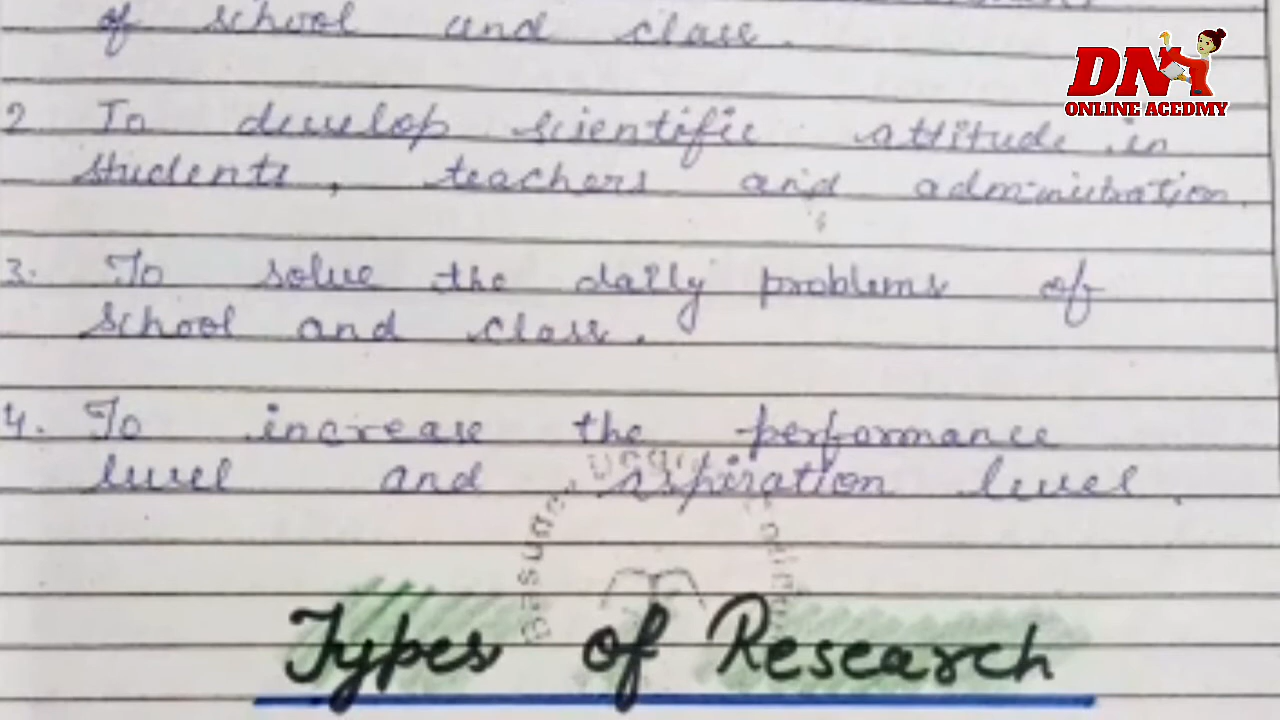 of school and class.
DN
ONLINE ACEDMY
2 To develop scientific attitude in
students, teachers and administration.
3. To solve the daily problems of
school and class.
4. To increase the performance
level and aspiration level.
Types of Research